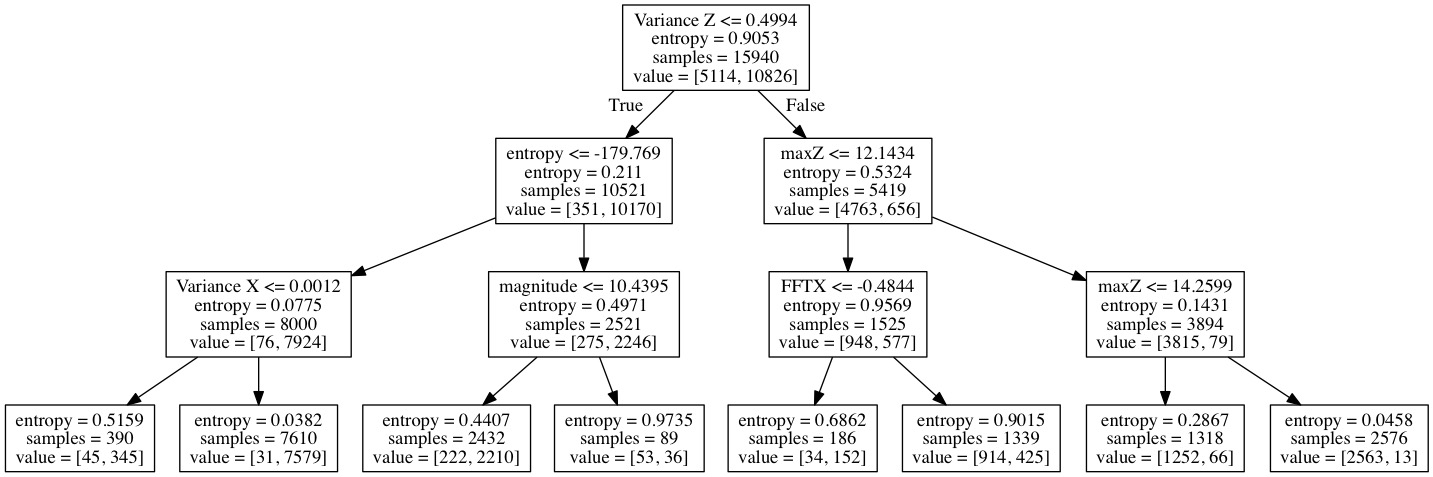 Variance Z <= 0.4994
entropy = 0.9053
samples = 15940
value = [5114, 10826]
True
False
entropy <= -179.769
entropy = 0.211
samples = 10521
value = [351, 10170]
maxZ <= 12.1434
entropy = 0.5324
samples = 5419
value = [4763, 656]
Variance X <= 0.0012
entropy = 0.0775
samples = 8000
value = [76, 7924]
magnitude <= 10.4395
entropy = 0.4971
samples = 2521
value = [275, 2246]
FFTX <= -0.4844
entropy = 0.9569
samples = 1525
value = [948, 577]
maxZ <= 14.2599
entropy = 0.1431
samples = 3894
value = [3815, 79]
entropy = 0.5159
samples = 390
value = [45, 345]
entropy = 0.0382
samples = 7610
value = [31, 7579]
entropy = 0.4407
samples = 2432
value = [222, 2210]
entropy = 0.9735
samples = 89
value = [53, 36]
entropy = 0.6862
samples = 186
value = [34, 152]
entropy = 0.9015
samples = 1339
value = [914, 425]
entropy = 0.2867
samples = 1318
value = [1252, 66]
entropy = 0.0458
samples = 2576
value = [2563, 13]